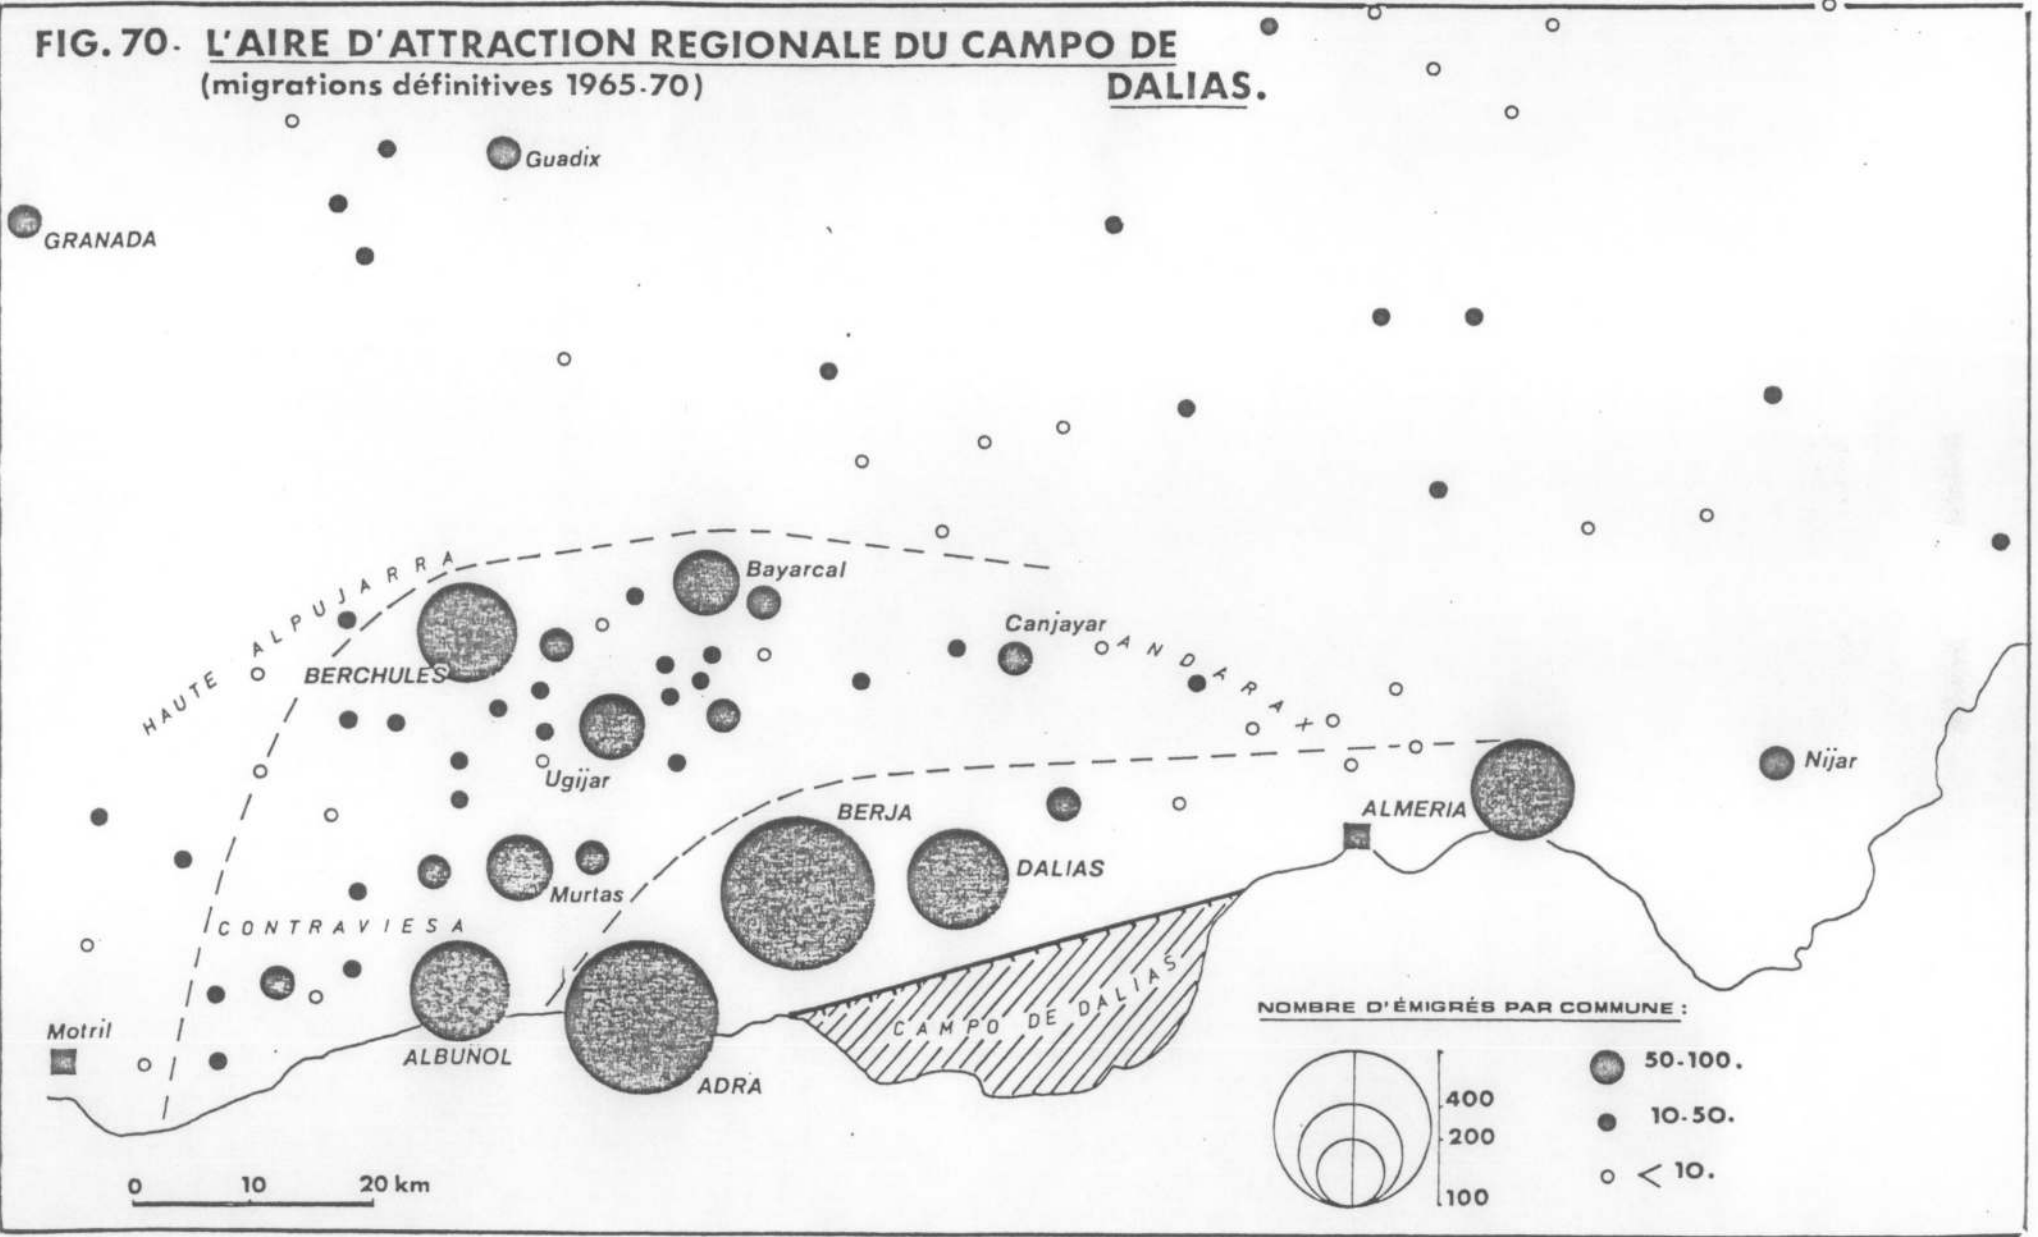 FIG. 70- L'AIRE D'ATTRACTION REGIONALE DU CAMPO DE
DALIAS.
(migrations définitives 1965-70)
Guadix
GRANADA
HAUTE ALPUJARRA
Bayarcal
Canjayar
ANDARAX
BERCHULES
Ugijar
Nijar
BERJA
ALMERIA
DALIAS
Murtas
CONTRAVIESA
CAMPO DE DALIAS
Motril
ALBUÑOL
ADRA
NOMBRE D'ÉMIGRÉS PAR COMMUNE :
400
200
100
50-100.
10-50.
< 10.
0 10 20 km